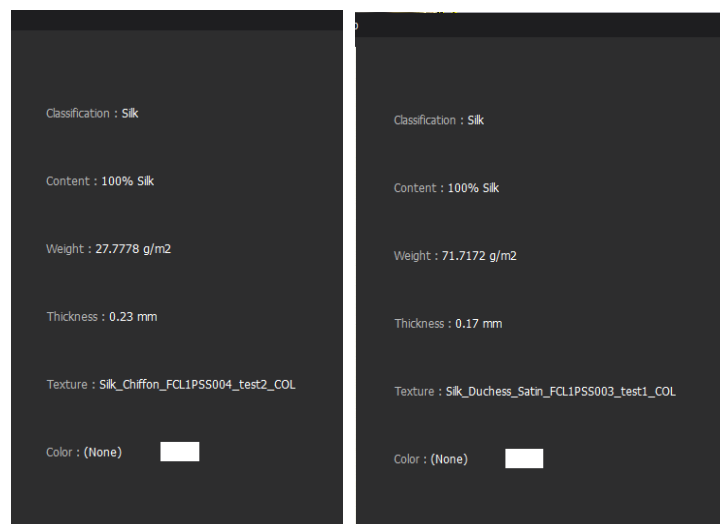 Classification : Silk
Content : 100% Silk
Weight : 27.7778 g/m2
Thickness : 0.23 mm
Texture : Silk_Chiffon_FCL1PSS004_test2_COL
Color : (None)
Classification : Silk
Content : 100% Silk
Weight : 71.7172 g/m2
Thickness : 0.17 mm
Texture : Silk_Duchess_Satin_FCL1PSS003_test1_COL
Color : (None)